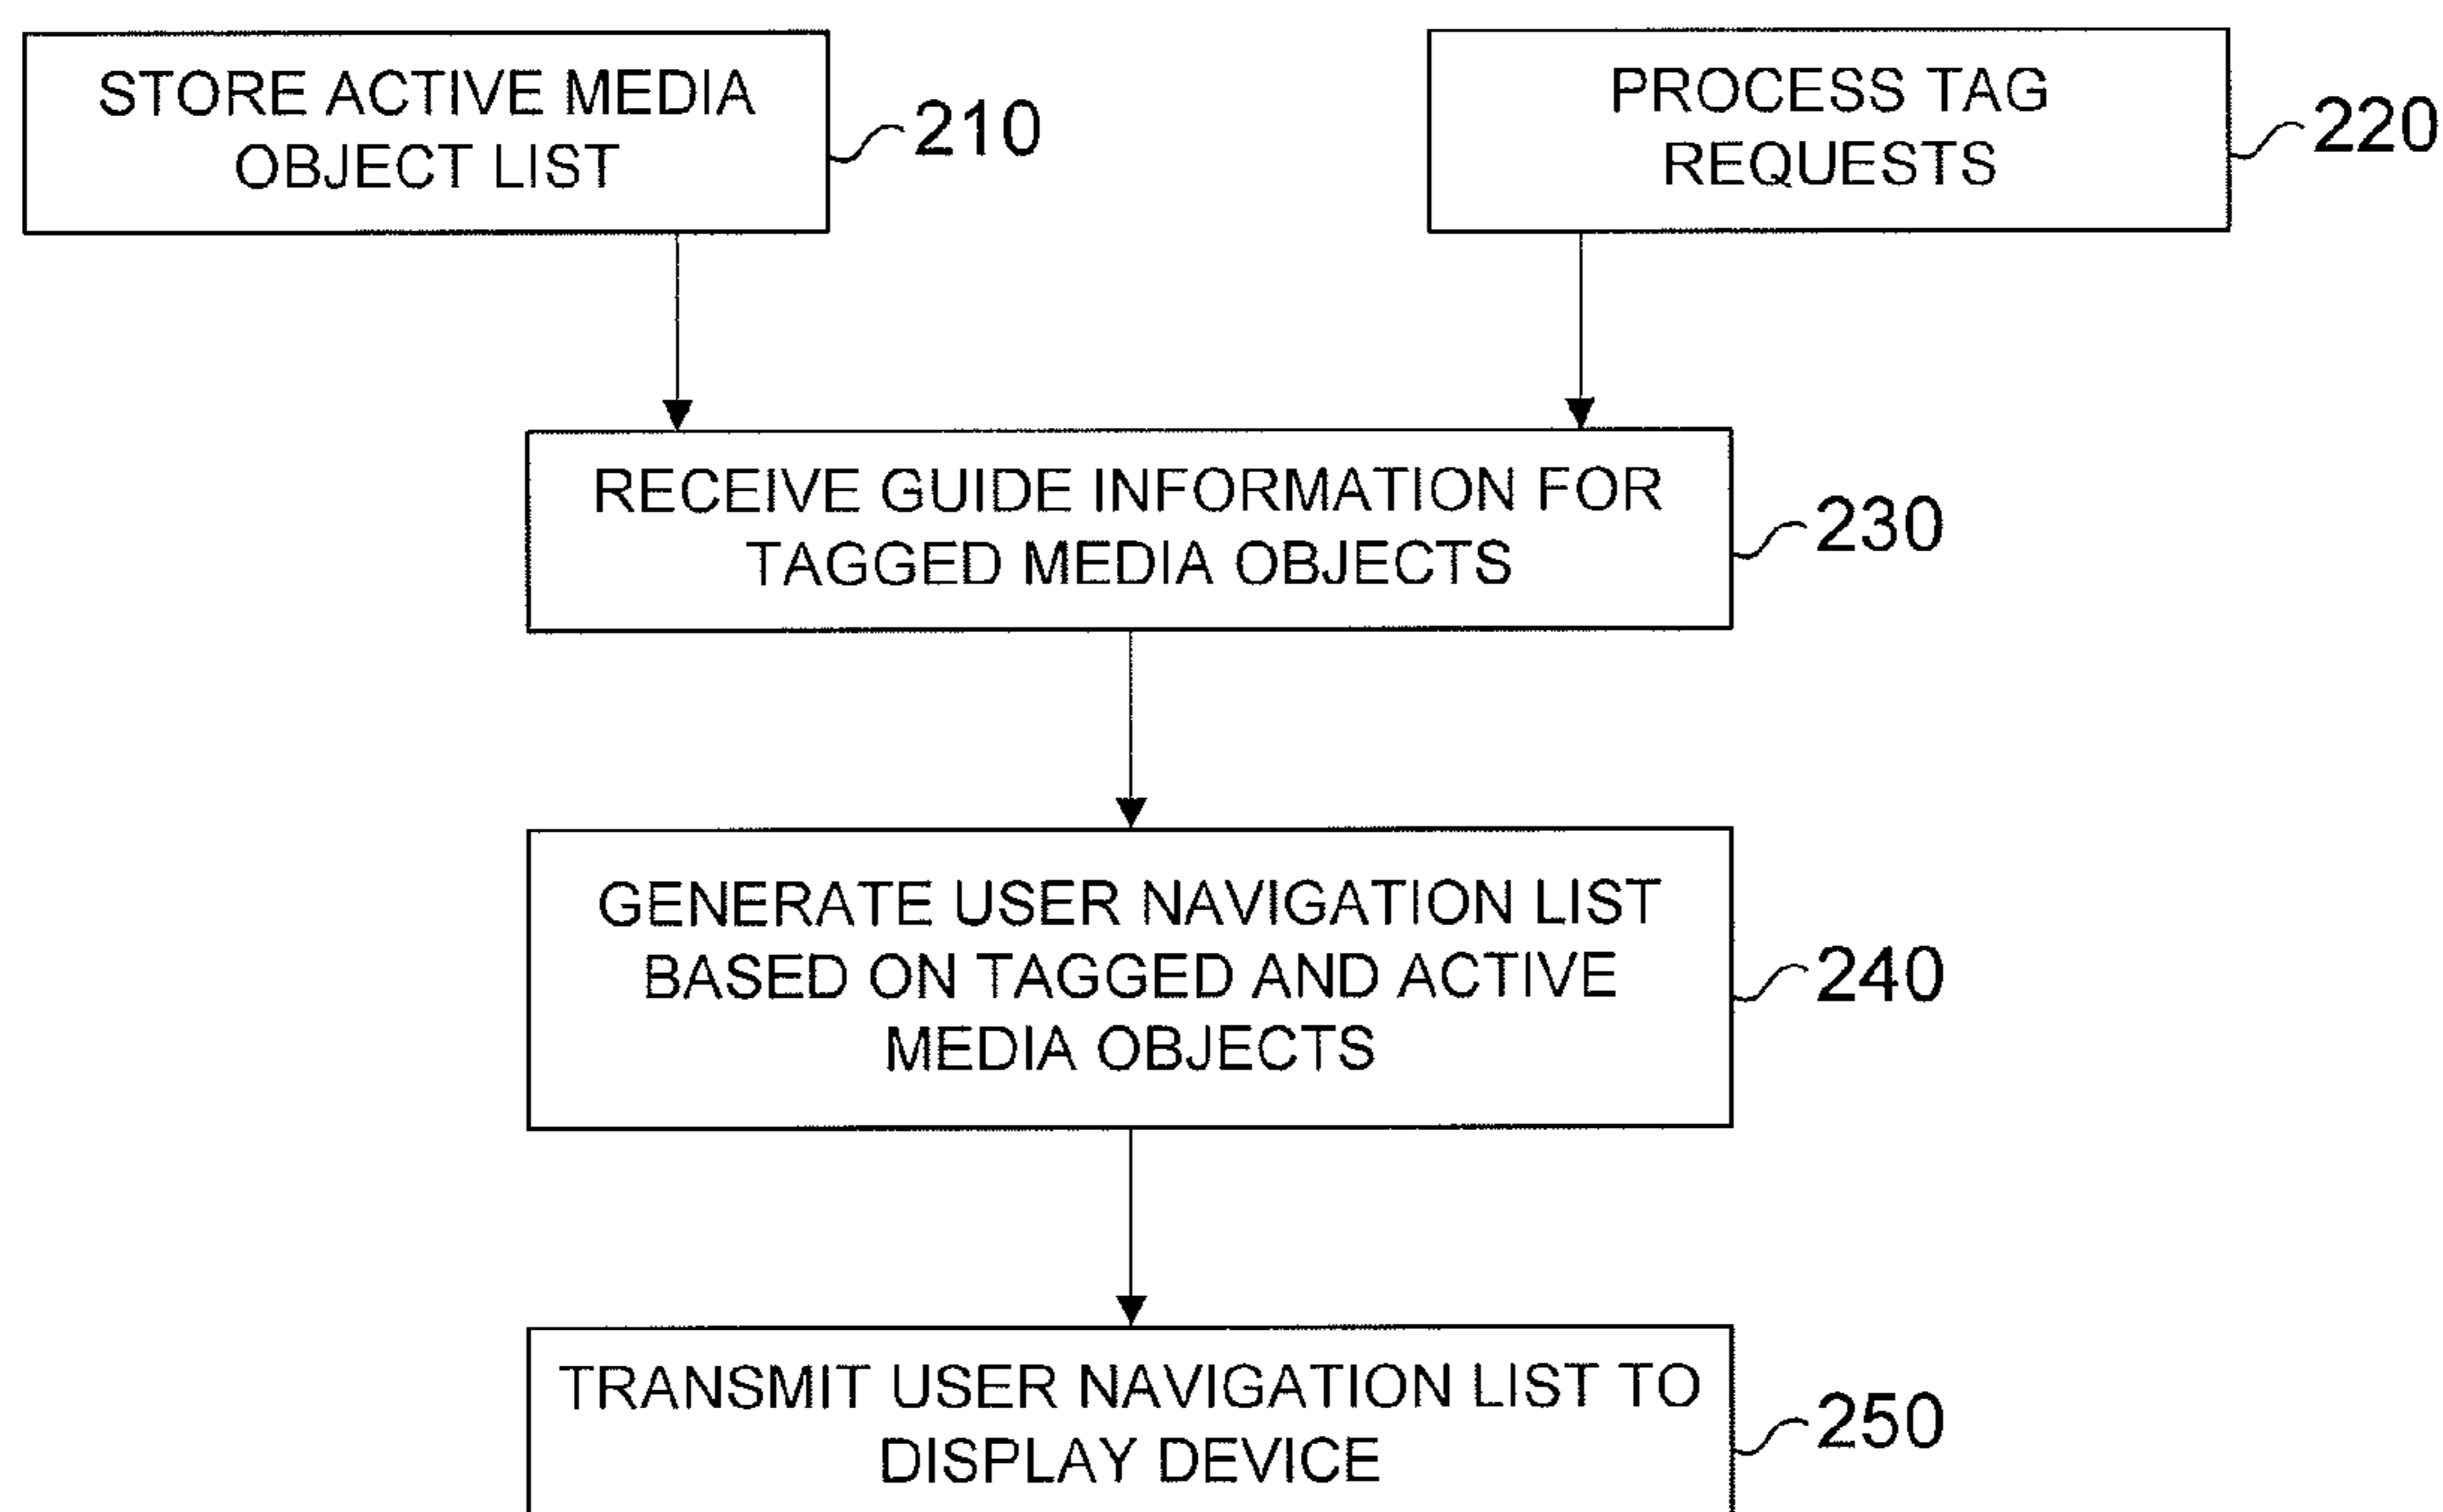 STORE ACTIVE MEDIA
OBJECT LIST
210
PROCESS TAG
REQUESTS
220
RECEIVE GUIDE INFORMATION FOR
TAGGED MEDIA OBJECTS
230
GENERATE USER NAVIGATION LIST
BASED ON TAGGED AND ACTIVE
MEDIA OBJECTS
240
TRANSMIT USER NAVIGATION LIST TO
DISPLAY DEVICE
250